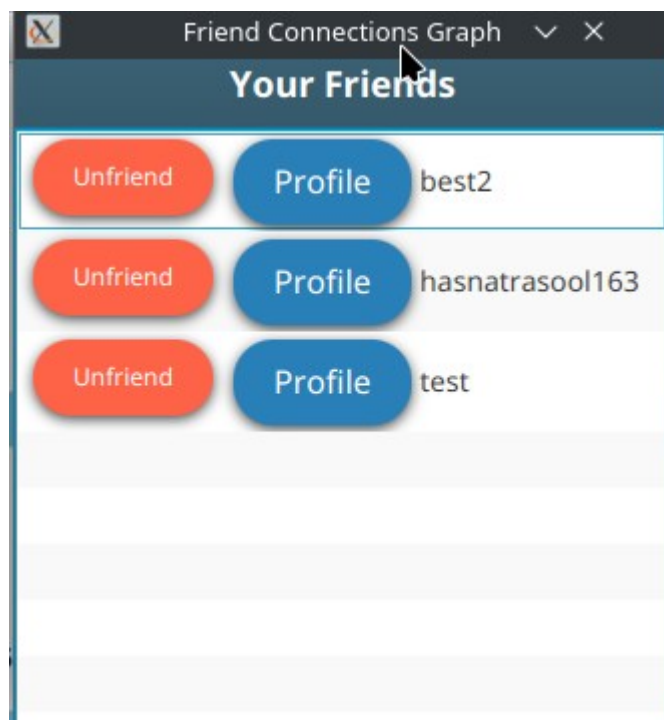 Friend Connections Graph
Your Friends
Unfriend Profile best2
Unfriend Profile hasnatrasool163
Unfriend Profile test